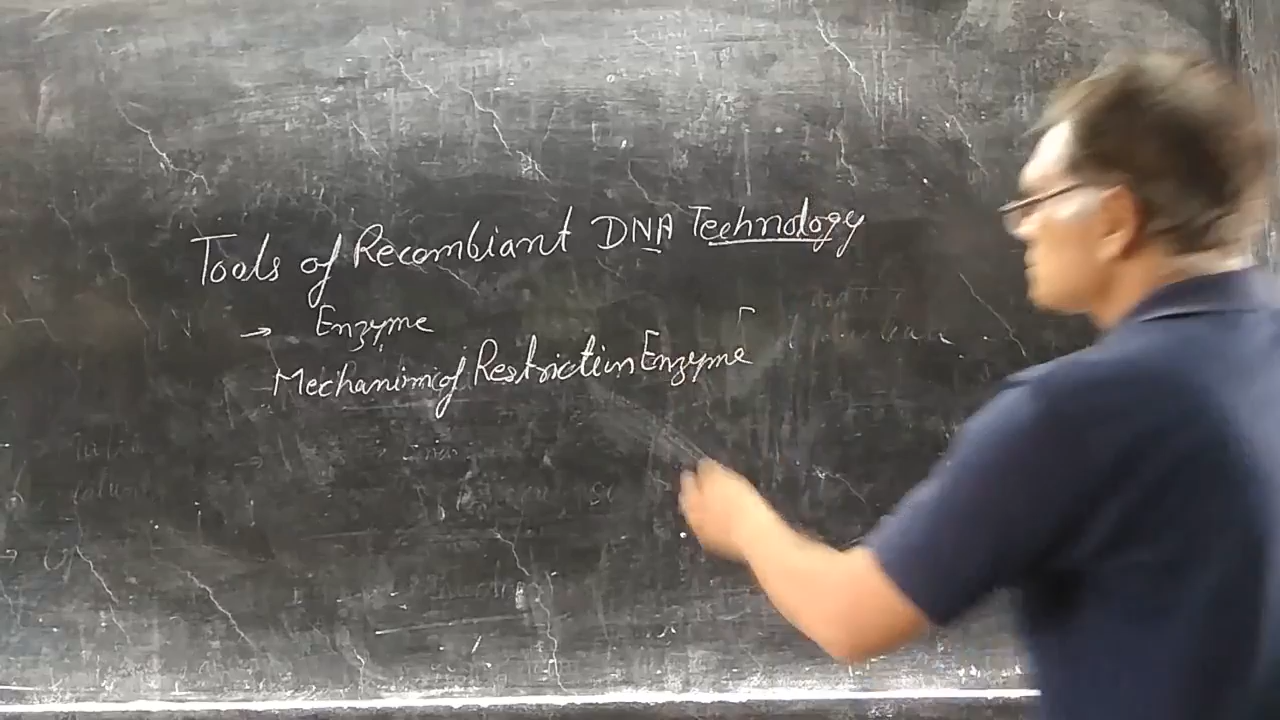 Tools of Recombiant DNA Technology
→ Enzyme
Mechanim of Restriction Enzyme